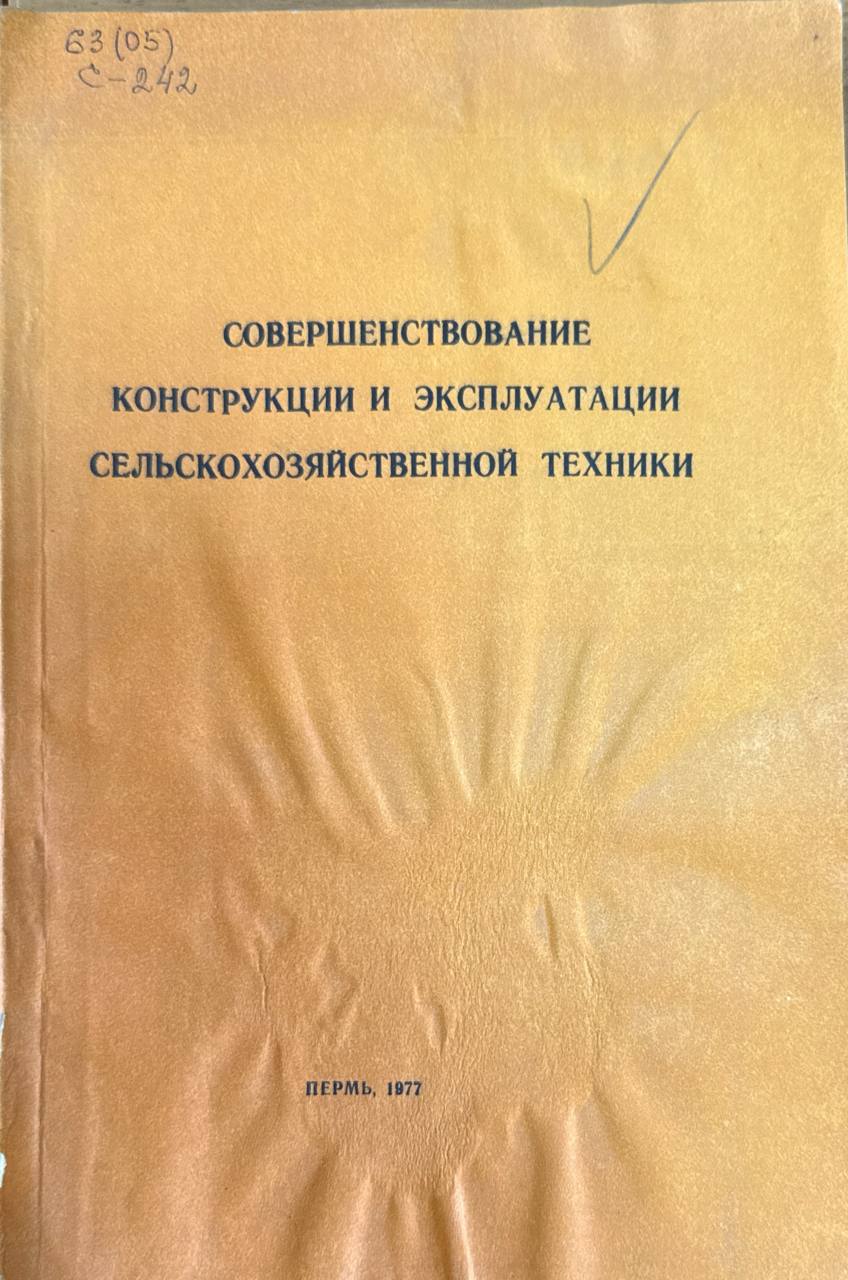 63(05)
С-242
СОВЕРШЕНСТВОВАНИЕ
КОНСТРУКЦИИ И ЭКСПЛУАТАЦИИ
СЕЛЬСКОХОЗЯЙСТВЕННОЙ ТЕХНИКИ
ПЕРМЬ, 1977